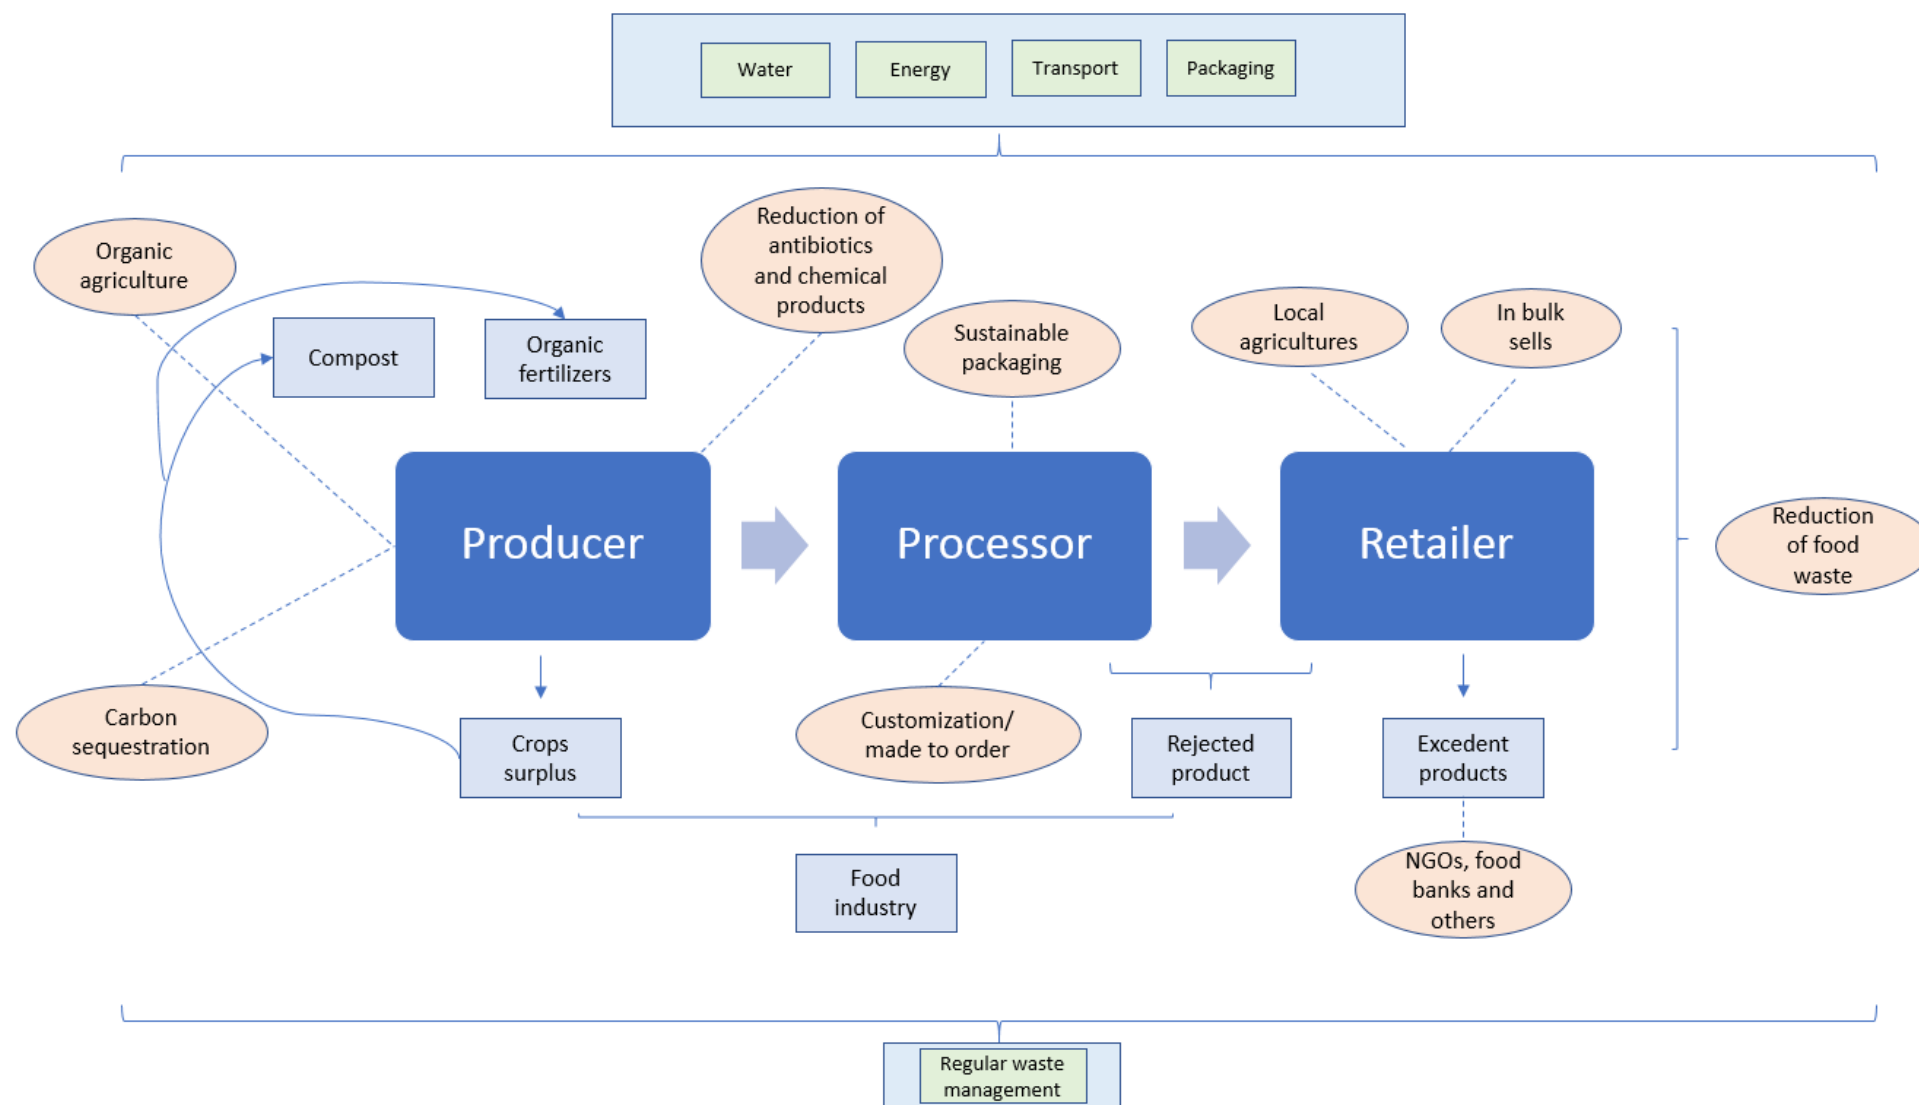 Water
Energy
Transport
Packaging
Organic
agriculture
Reduction of
antibiotics
and chemical
products
Compost
Organic
fertilizers
Sustainable
packaging
Local
agricultures
In bulk
sells
Producer
Processor
Retailer
Reduction
of food
waste
Carbon
sequestration
Crops
surplus
Customization/
made to order
Rejected
product
Excedent
products
Food
industry
NGOs, food
banks and
others
Regular waste
management